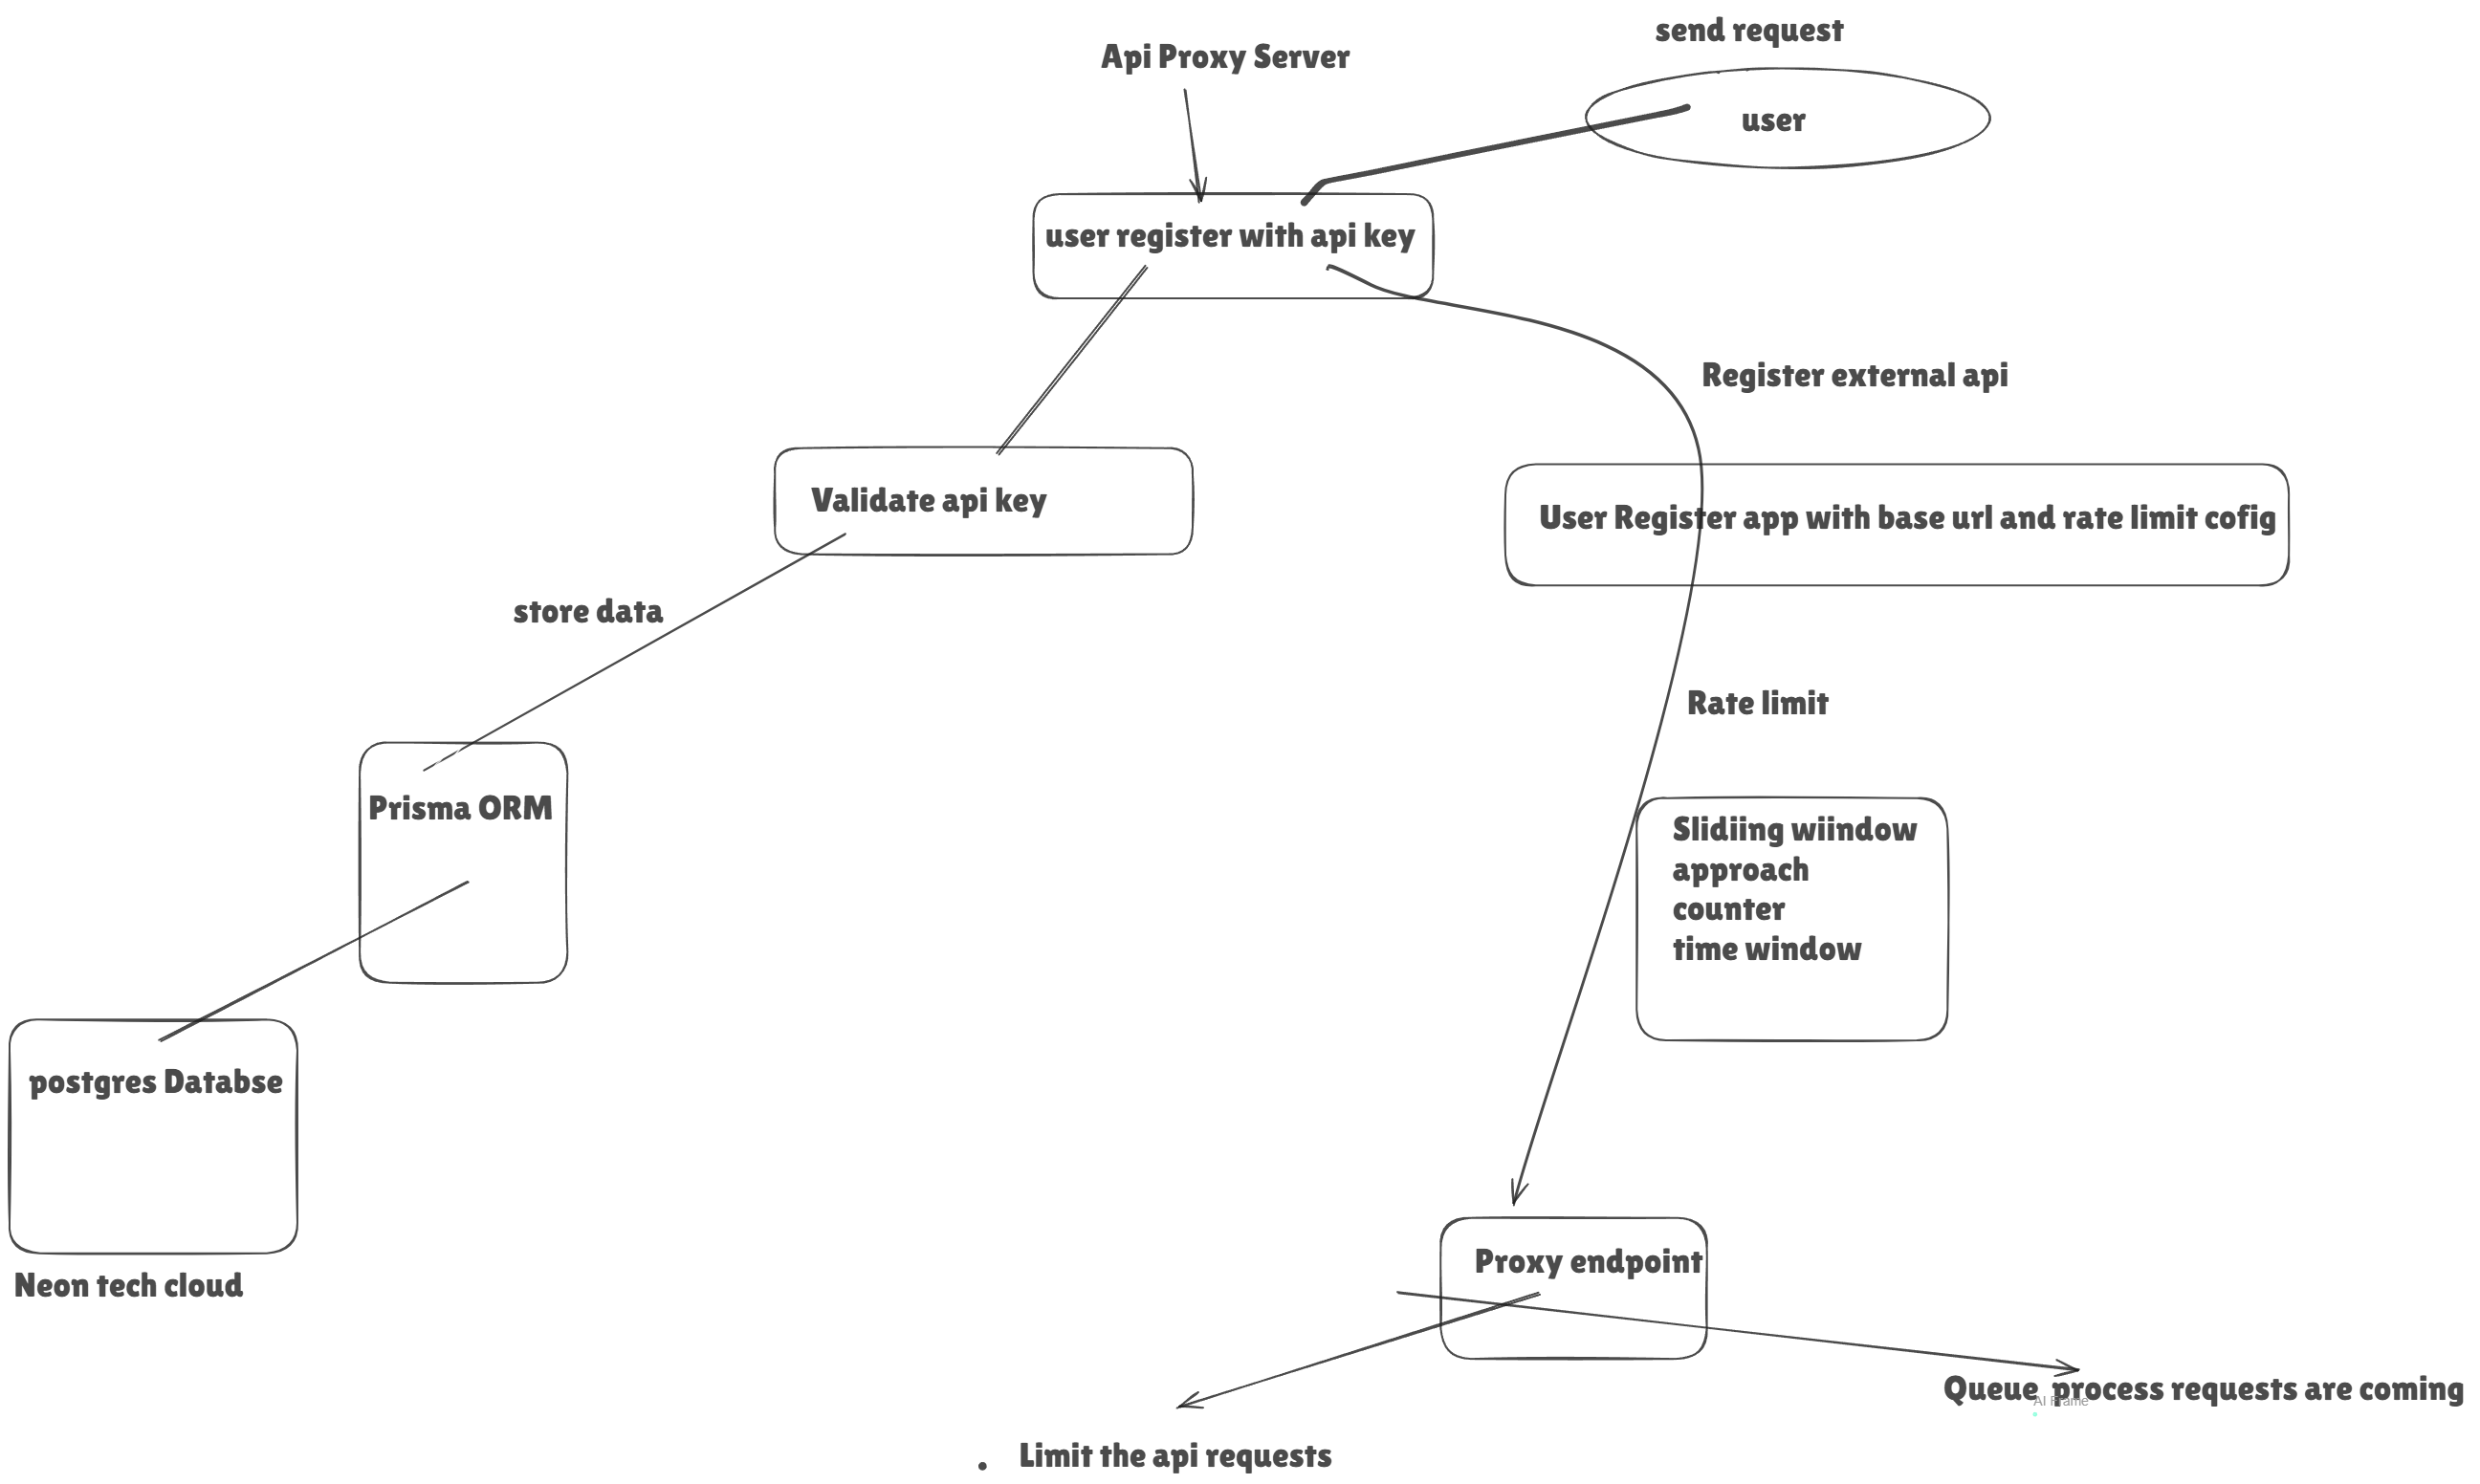 send request
Api Proxy Server
user
user register with api key
Register external api
Validate api key
User Register app with base url and rate limit cofig
store data
Rate limit
Prisma ORM
Slidiing wiindow
approach
counter
time window
postgres Databse
Proxy endpoint
Neon tech cloud
Queue process requests are coming
AI Frame
. Limit the api requests